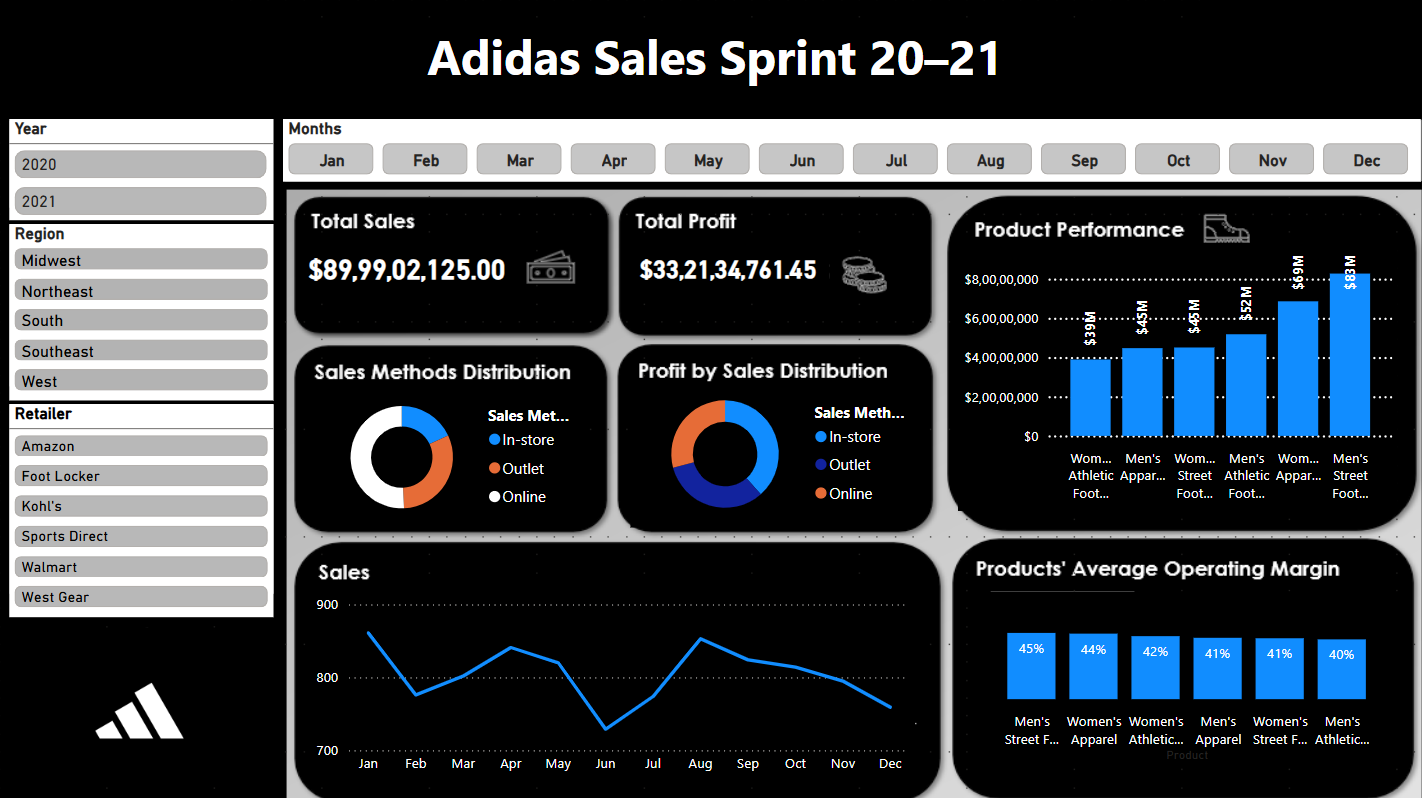 Adidas Sales Sprint 20–21
Year
2020
2021
Region
Midwest
Northeast
South
Southeast
West
Retailer
Amazon
Foot Locker
Kohl's
Sports Direct
Walmart
West Gear
Months
Jan Feb Mar Apr May Jun Jul Aug Sep Oct Nov Dec
Total Sales
$89,99,02,125.00
Total Profit
$33,21,34,761.45
Product Performance
$8,00,00,000
$6,00,00,000
$4,00,00,000
$2,00,00,000
$0
$39M $45M $45M $52M $69M $83M
Wom... Men's Wom... Men's Wom... Men's
Athletic Appar... Street Athletic Appar... Street
Foot... Foot... Foot... Foot...
Sales Methods Distribution
Sales Met...
In-store
Outlet
Online
Profit by Sales Distribution
Sales Meth...
In-store
Outlet
Online
Sales
900
800
700
Jan Feb Mar Apr May Jun Jul Aug Sep Oct Nov Dec
Products' Average Operating Margin
45% 44% 42% 41% 41% 40%
Men's Women's Women's Men's Women's Men's
Street F... Apparel Athletic... Apparel Street F... Athletic...
Product